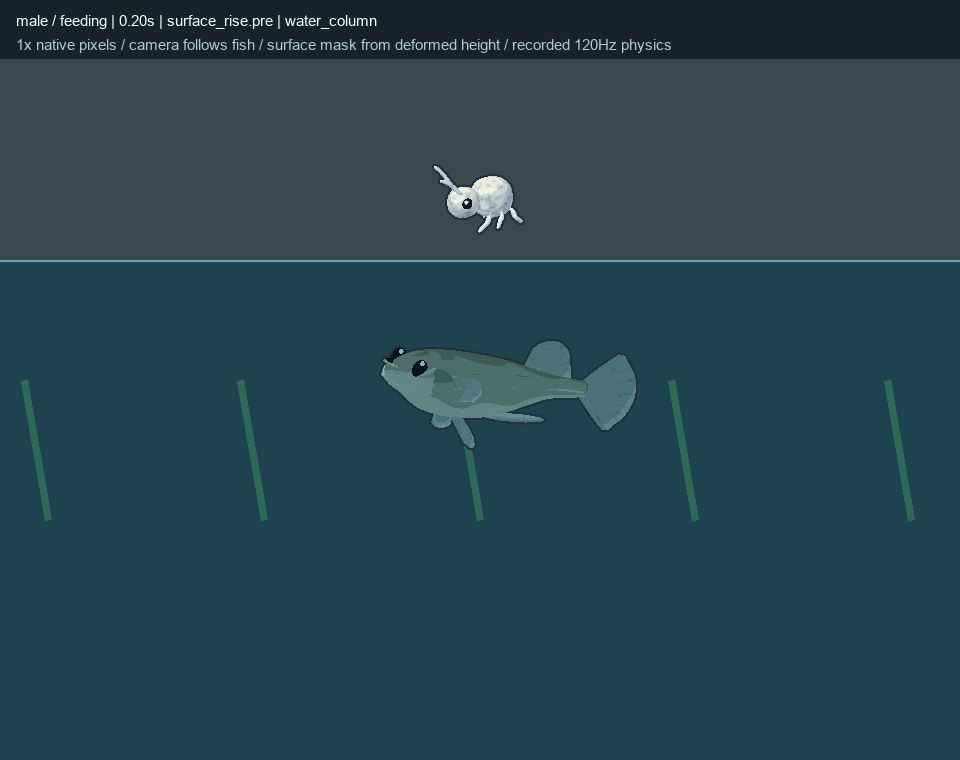 male / feeding | 0.20s | surface_rise.pre | water_column
1x native pixels / camera follows fish / surface mask from deformed height / recorded 120Hz physics